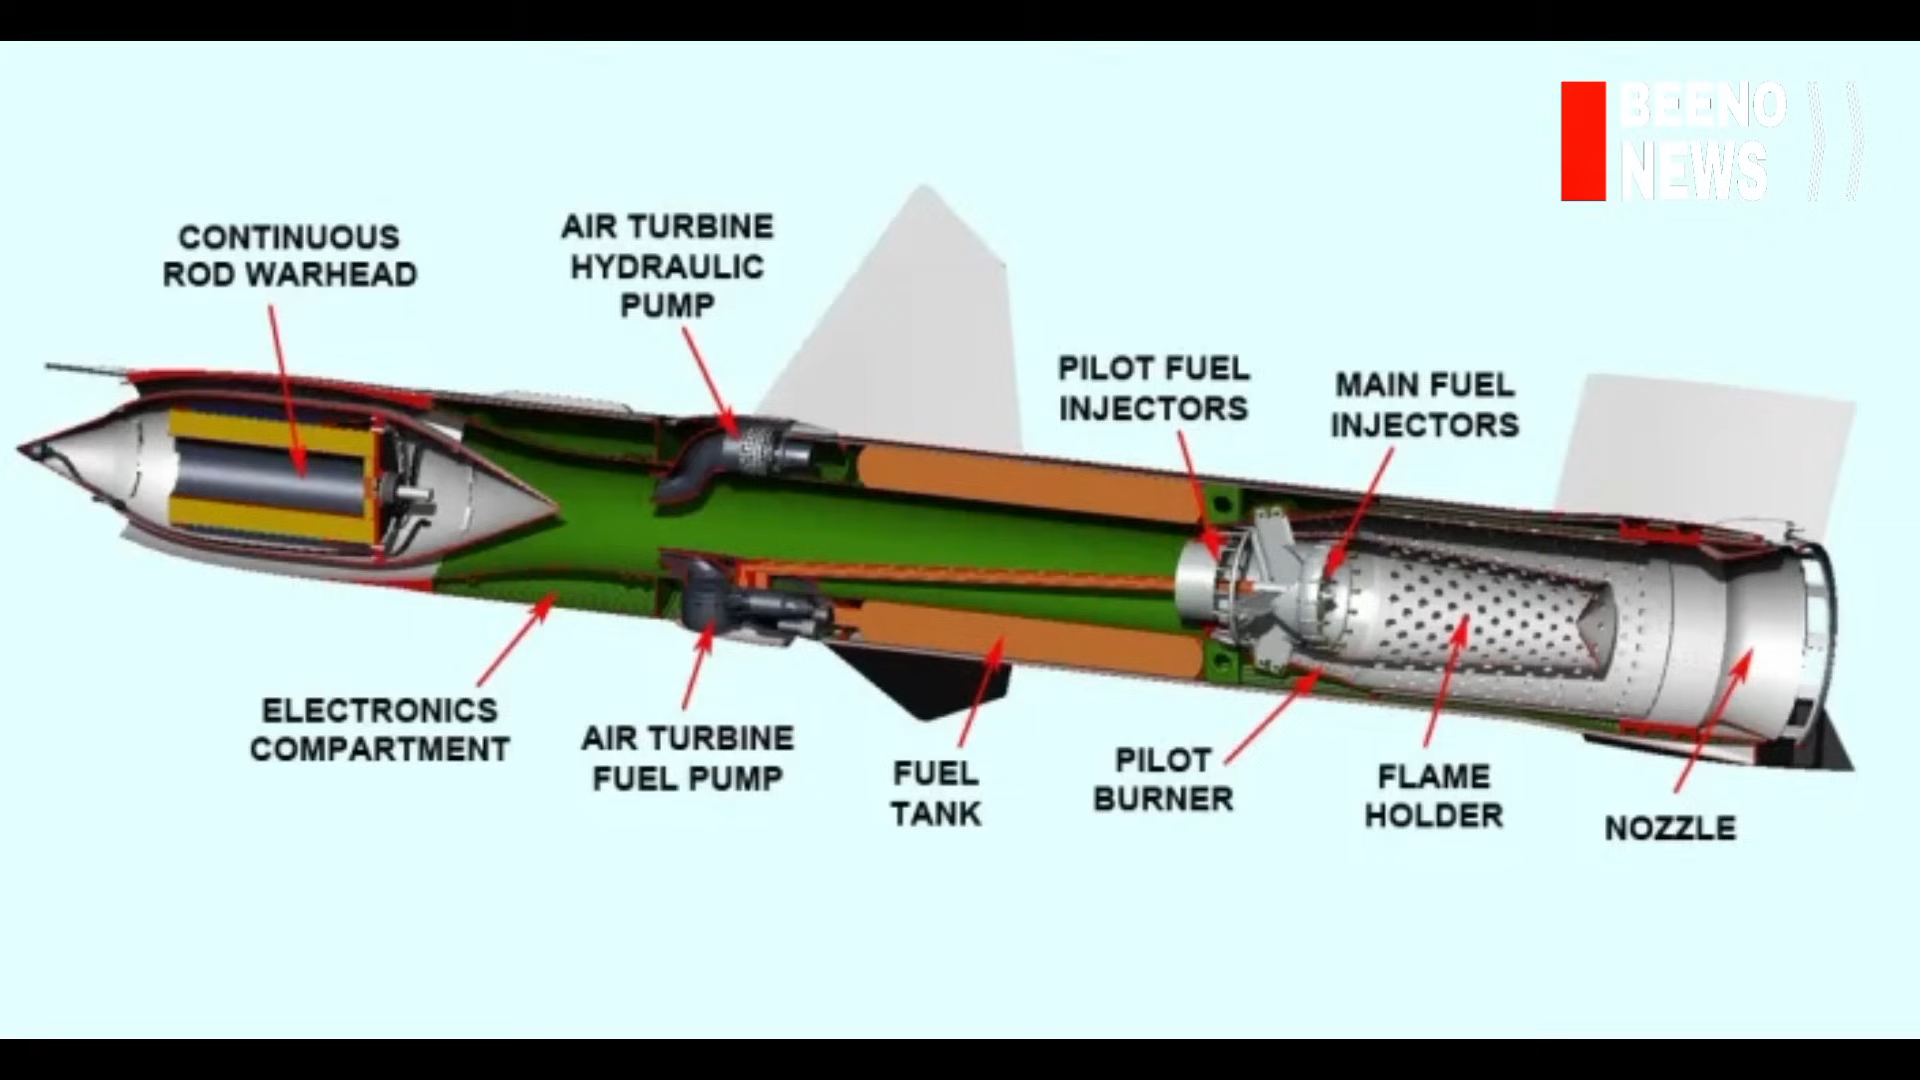 BEENO
NEWS
CONTINUOUS
ROD WARHEAD
AIR TURBINE
HYDRAULIC
PUMP
PILOT FUEL
INJECTORS
MAIN FUEL
INJECTORS
ELECTRONICS
COMPARTMENT
AIR TURBINE
FUEL PUMP
FUEL
TANK
PILOT
BURNER
FLAME
HOLDER
NOZZLE